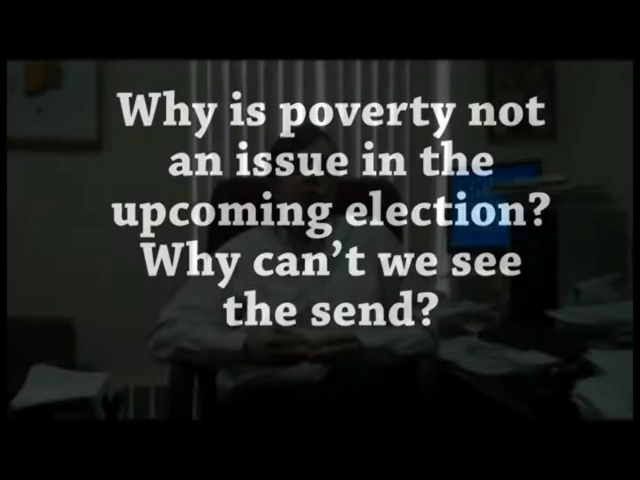 Why is poverty not
an issue in the
upcoming election?
Why can't we see
the send?